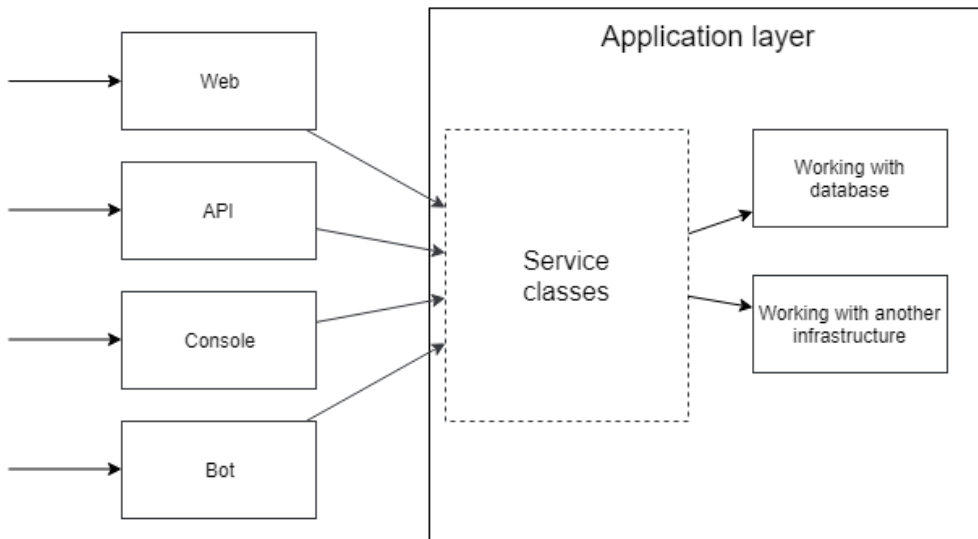 Application layer
Web
API
Console
Bot
Service
classes
Working with
database
Working with another
infrastructure